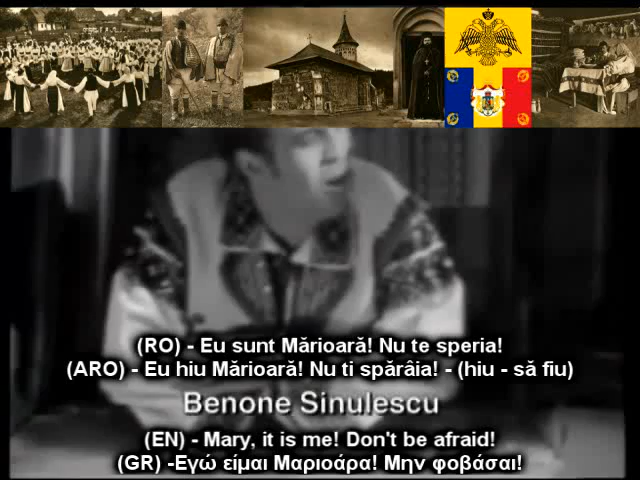 (RO) - Eu sunt Mărioară! Nu te speria!
(ARO) - Eu hiu Mărioară! Nu ti spărâia! - (hiu - să fiu)
Benone Sinulescu
(EN) - Mary, it is me! Don't be afraid!
(GR) -Εγώ είμαι Μαριοάρα! Μην φοβάσαι!